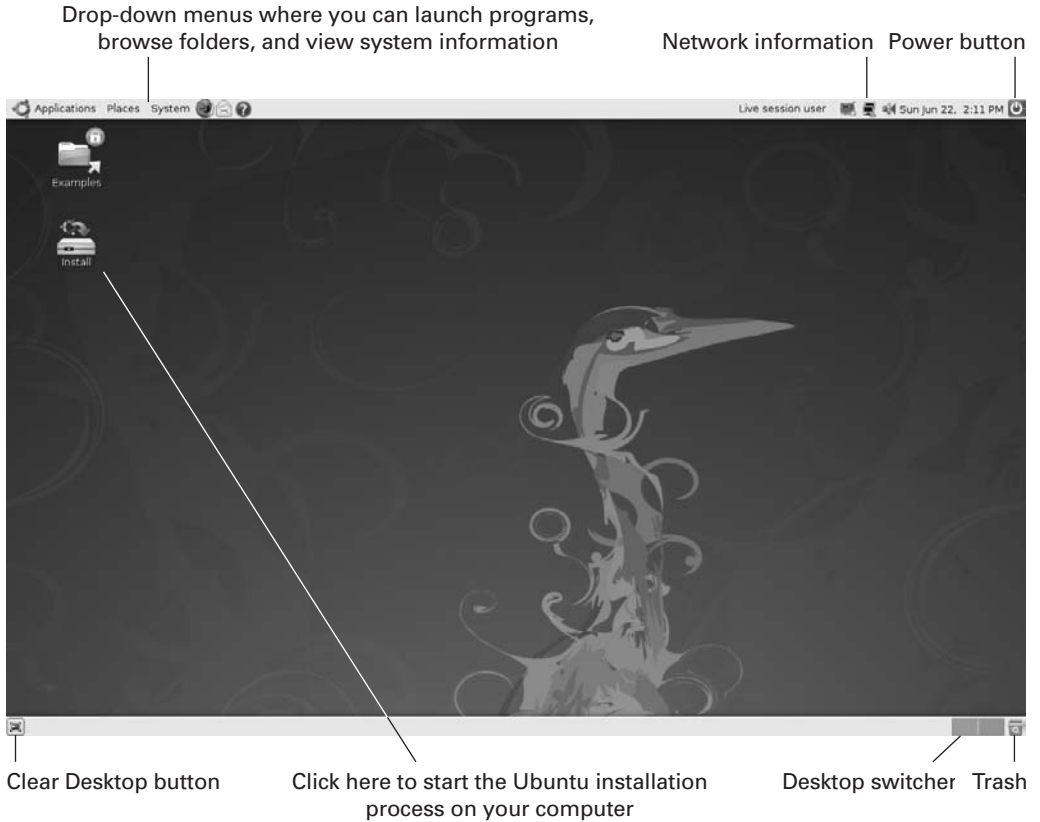 Drop-down menus where you can launch programs,
browse folders, and view system information
Network information
Power button
Applications Places System
Live session user
Sun Jun 22, 2:11 PM
Examples
Install
Clear Desktop button
Click here to start the Ubuntu installation
process on your computer
Desktop switcher
Trash